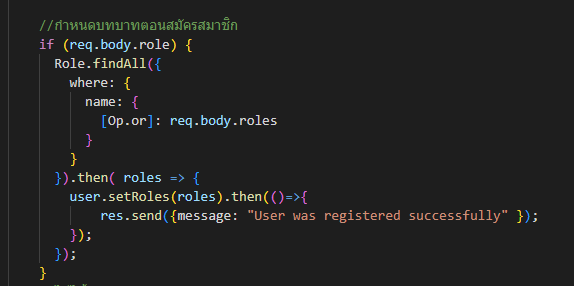 //กำหนดบทบาทตอนสมัครสมาชิก
if (req.body.role) {
Role.findAll({
where: {
name: {
[Op.or]: req.body.roles
}
}
}).then( roles => {
user.setRoles(roles).then(()=>{
res.send({message: "User was registered successfully" });
});
});
}